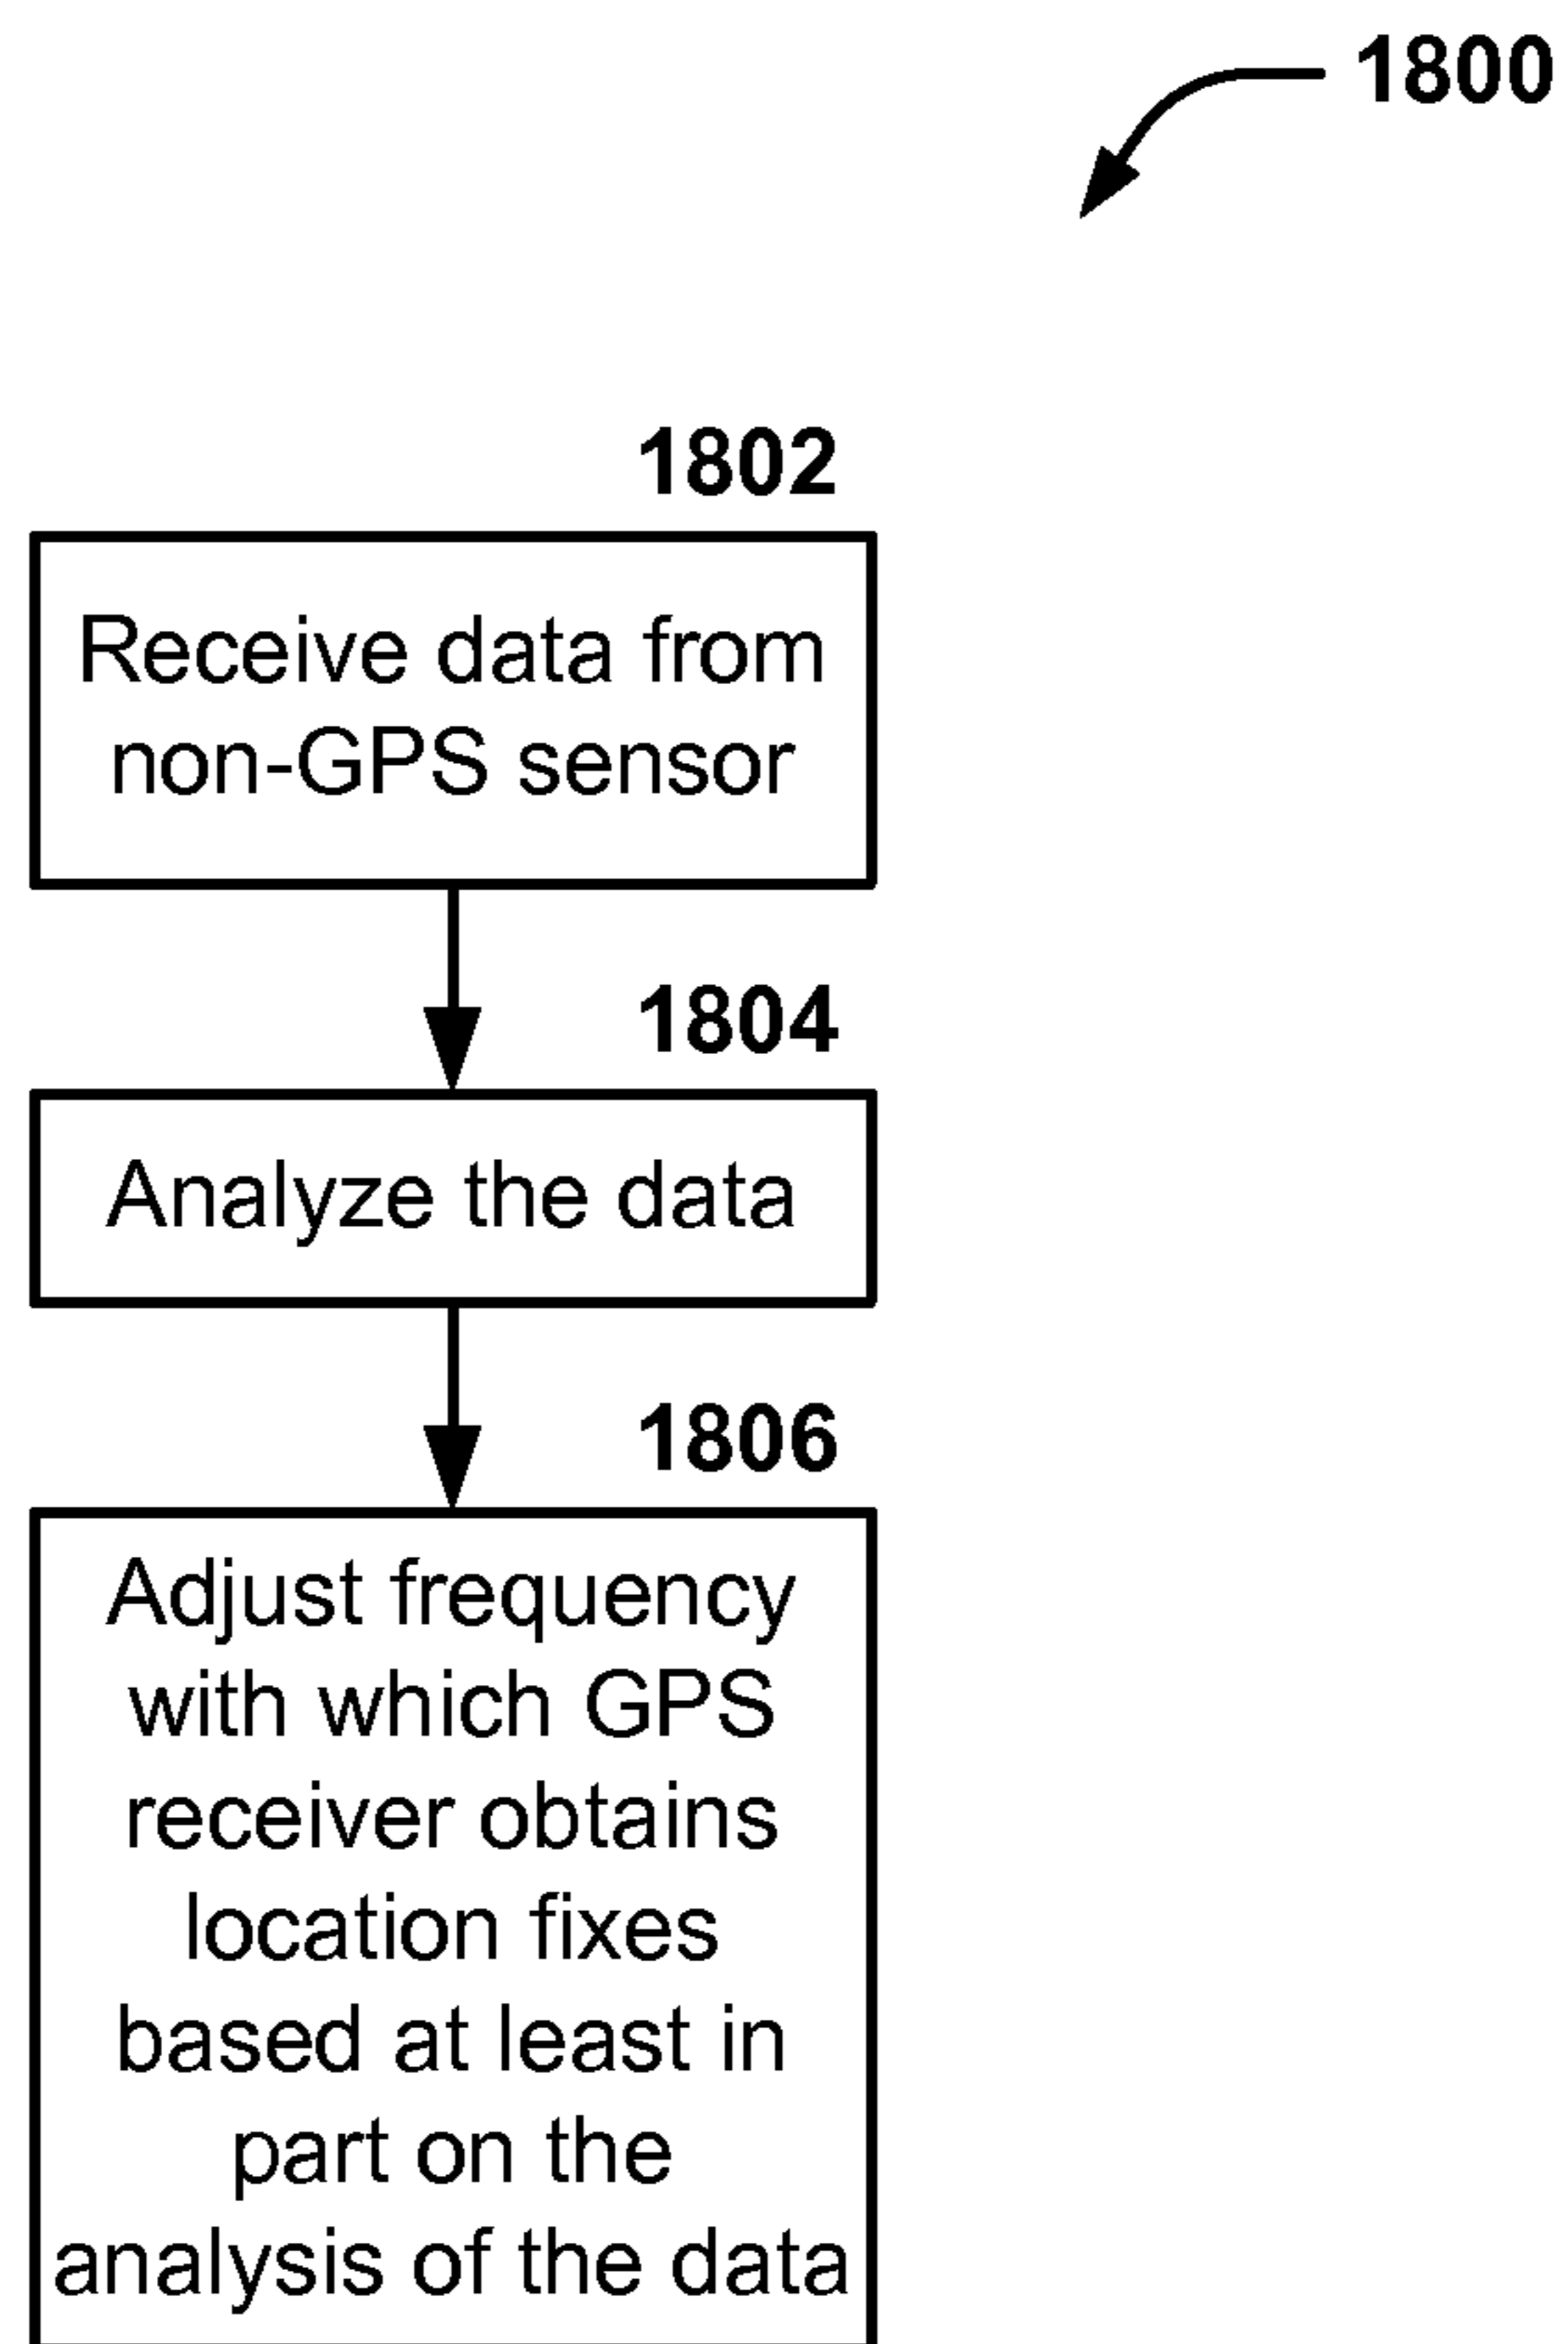 1800
1802
Receive data from
non-GPS sensor
1804
Analyze the data
1806
Adjust frequency
with which GPS
receiver obtains
location fixes
based at least in
part on the
analysis of the data